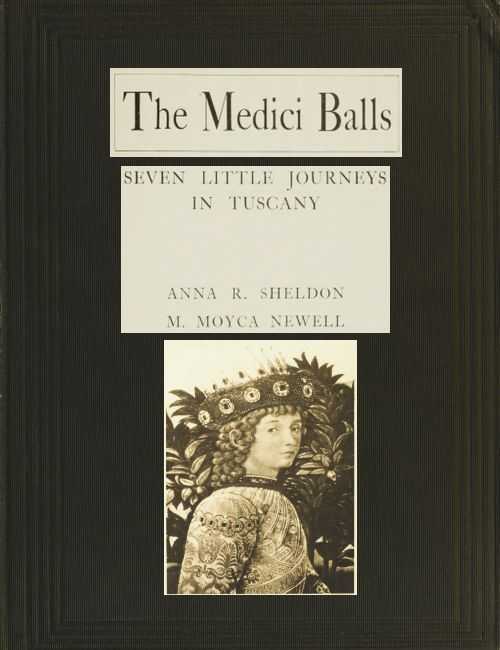 The Medici Balls
SEVEN LITTLE JOURNEYS
IN TUSCANY
ANNA R. SHELDON
M. MOYCA NEWELL